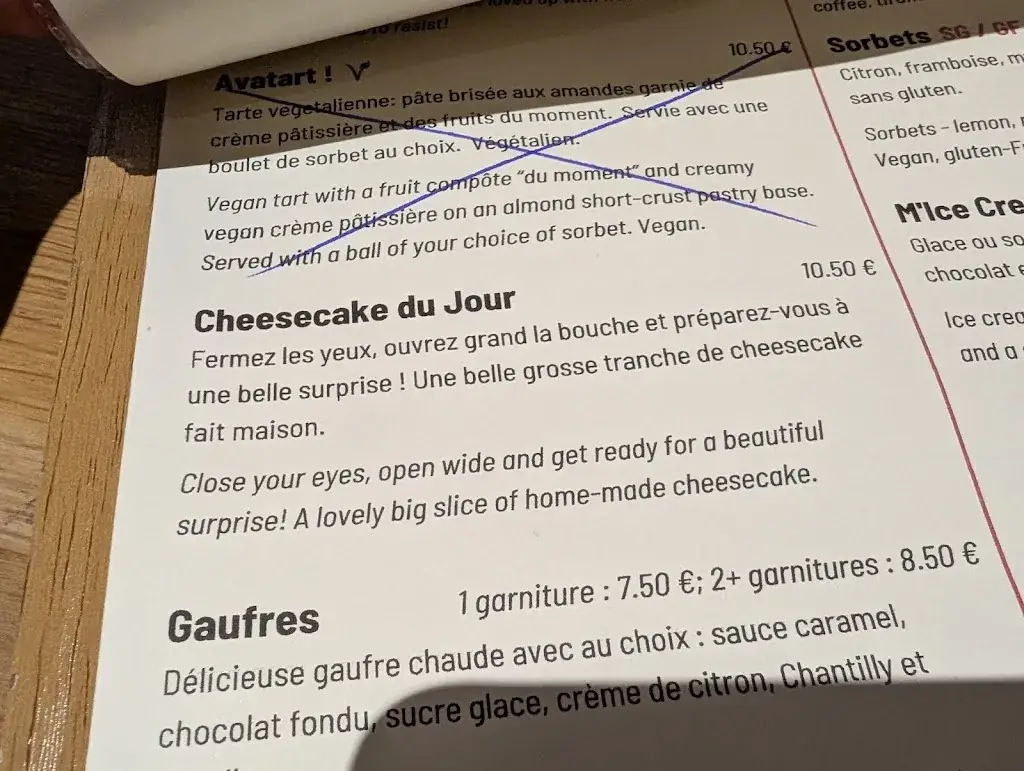 to resist!
Avatart !
10.50 €
Tarte végétalienne: pâte brisée aux amandes garnie de
crème pâtissière et des fruits du moment. Servie avec une
boulet de sorbet au choix. Végétalien.
Vegan tart with a fruit compôte “du moment” and creamy
vegan crème pâtissière on an almond short-crust pastry base.
Served with a ball of your choice of sorbet. Vegan.
Cheesecake du Jour
10.50 €
Fermez les yeux, ouvrez grand la bouche et préparez-vous à
une belle surprise ! Une belle grosse tranche de cheesecake
fait maison.
Close your eyes, open wide and get ready for a beautiful
surprise! A lovely big slice of home-made cheesecake.
Gaufres
1 garniture : 7.50 €; 2+ garnitures : 8.50 €
Délicieuse gaufre chaude avec au choix : sauce caramel,
chocolat fondu, sucre glace, crème de citron, Chantilly et
coffee.
Sorbets SG / GF
Citron, framboise,
sans gluten.
Sorbets - lemon,
Vegan, gluten-F
M'Ice Cre
Glace ou so
chocolat e
Ice crea
and a